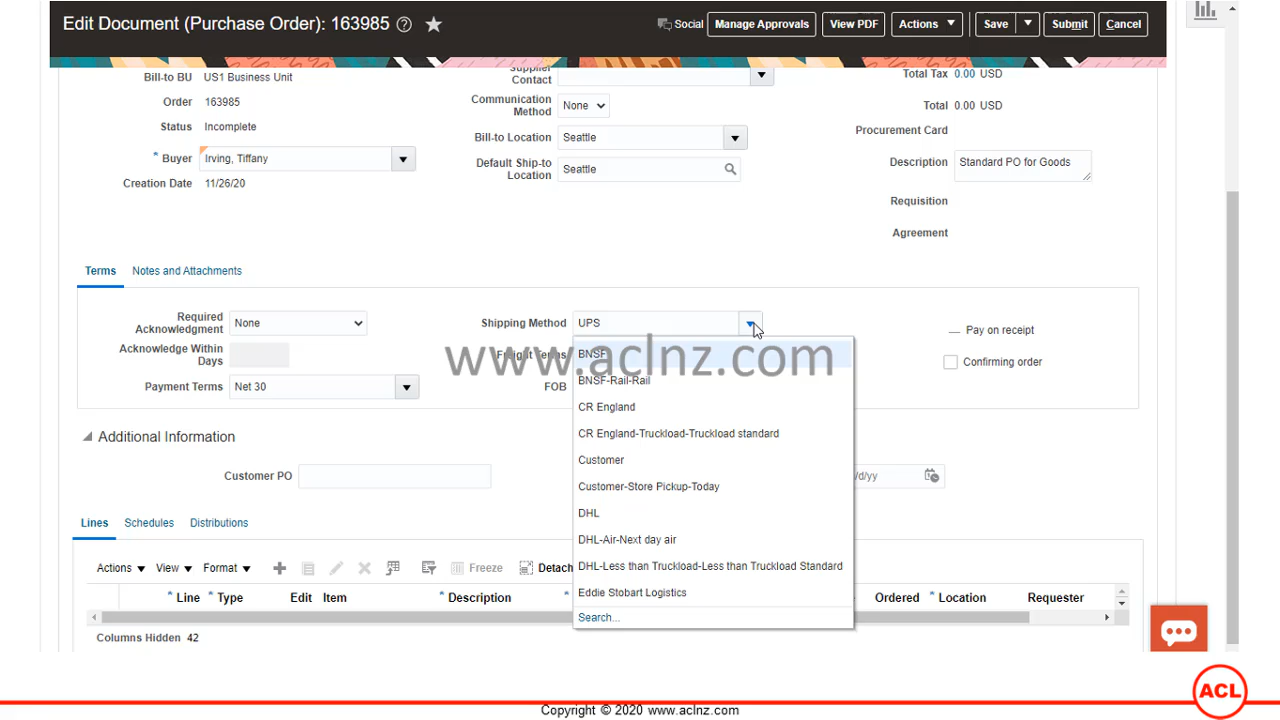 Edit Document (Purchase Order): 163985
Social
Manage Approvals
View PDF
Actions
Save
Submit
Cancel
Bill-to BU US1 Business Unit
Order 163985
Status Incomplete
* Buyer Irving, Tiffany
Creation Date 11/26/20
Supplier
Contact
Communication
Method
None
Bill-to Location Seattle
Default Ship-to
Location
Seattle
Total Tax 0.00 USD
Total 0.00 USD
Procurement Card
Description Standard PO for Goods
Requisition
Agreement
Terms
Notes and Attachments
Required
Acknowledgment
None
Acknowledge Within
Days
Payment Terms Net 30
Shipping Method UPS
Freight Terms
FOB
Pay on receipt
Confirming order
BNSF
BNSF-Rail-Rail
CR England
CR England-Truckload-Truckload standard
Customer
Customer-Store Pickup-Today
DHL
DHL-Air-Next day air
DHL-Less than Truckload-Less than Truckload Standard
Eddie Stobart Logistics
Search...
www.aclnz.com
Additional Information
Customer PO
/d/yy
Lines
Schedules
Distributions
Actions
View
Format
Freeze
Detach
* Line
* Type
Edit
Item
* Description
*
Ordered
* Location
Requester
Columns Hidden 42
ACL
Copyright © 2020 www.aclnz.com